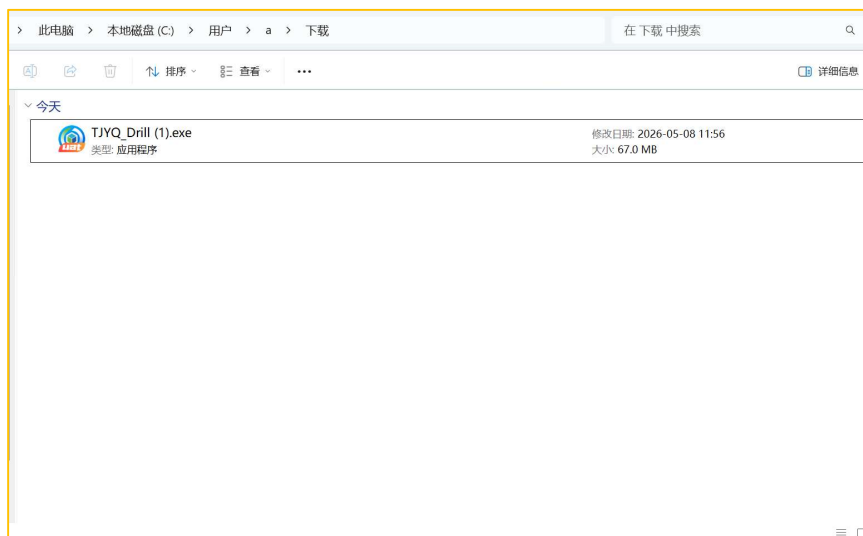 此电脑 > 本地磁盘 (C:) > 用户 > a > 下载
在 下载 中搜索
排序
查看
详细信息
今天
uat
TJYQ_Drill (1).exe
类型: 应用程序
修改日期: 2026-05-08 11:56
大小: 67.0 MB